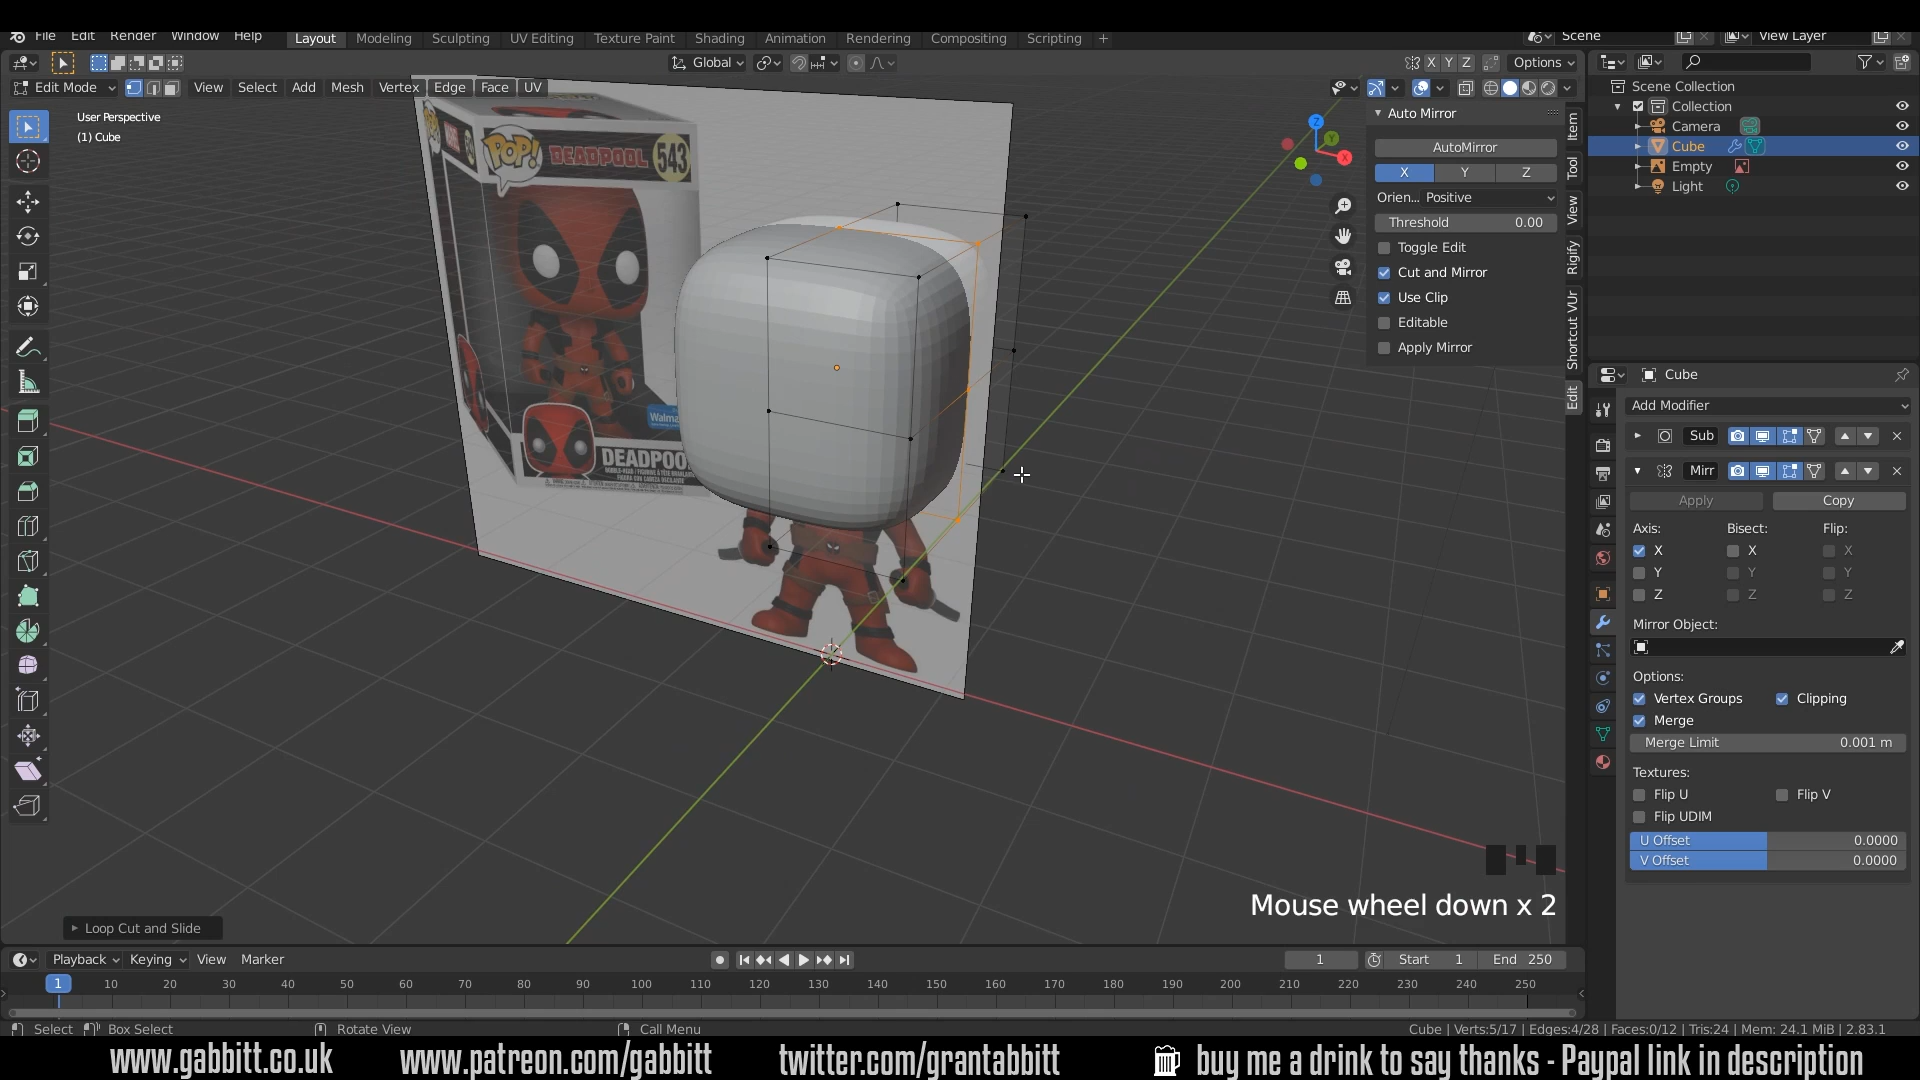 File Edit Render Window Help Layout Modeling Sculpting UV Editing Texture Paint Shading Animation Rendering Compositing Scripting + Scene View Layer
Global X Y Z Options
Edit Mode View Select Add Mesh Vertex Edge Face UV
User Perspective
(1) Cube
POP! DEADPOOL 543
Walma
DEADPOO
Z
Y
X
Auto Mirror
AutoMirror
X Y Z
Orien... Positive
Threshold 0.00
Toggle Edit
Cut and Mirror
Use Clip
Editable
Apply Mirror
Item
Tool
View
Rigify
Shortcut VUr
Edit
Scene Collection
Collection
Camera
Cube
Empty
Light
Cube
Add Modifier
Sub
Mirr
Apply Copy
Axis: Bisect: Flip:
X X X
Y Y Y
Z Z Z
Mirror Object:
Options:
Vertex Groups Clipping
Merge
Merge Limit 0.001 m
Textures:
Flip U Flip V
Flip UDIM
U Offset 0.0000
V Offset 0.0000
Mouse wheel down x 2
Loop Cut and Slide
Playback Keying View Marker 1 Start 1 End 250
1 10 20 30 40 50 60 70 80 90 100 110 120 130 140 150 160 170 180 190 200 210 220 230 240 250
Select Box Select Rotate View Call Menu Cube | Verts:5/17 | Edges:4/28 | Faces:0/12 | Tris:24 | Mem: 24.1 MiB | 2.83.1
www.gabbitt.co.uk www.patreon.com/gabbitt twitter.com/grantabbitt buy me a drink to say thanks - Paypal link in description